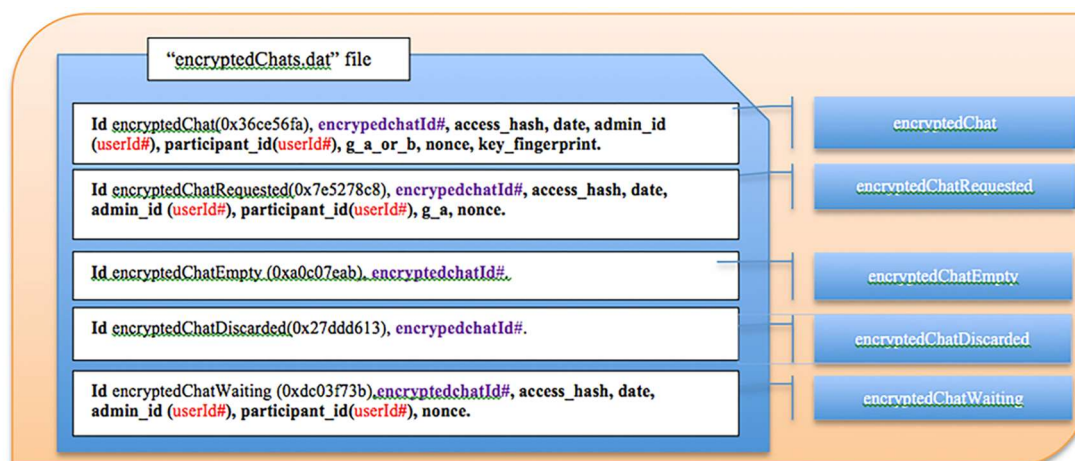 “encryptedChats.dat” file
Id encryptedChat(0x36ce56fa), encrypedchatId#, access_hash, date, admin_id
(userId#), participant_id(userId#), g_a_or_b, nonce, key_fingerprint.
encryptedChat
Id encryptedChatRequested(0x7e5278c8), encrypedchatId#, access_hash, date,
admin_id (userId#), participant_id(userId#), g_a, nonce.
encryptedChatRequested
Id encryptedChatEmpty (0xa0c07eab), encryptedchatId#.
encryptedChatEmpty
Id encryptedChatDiscarded(0x27ddd613), encrypedchatId#.
encryptedChatDiscarded
Id encryptedChatWaiting (0xdc03f73b),encryptedchatId#, access_hash, date,
admin_id (userId#), participant_id(userId#), nonce.
encryptedChatWaiting